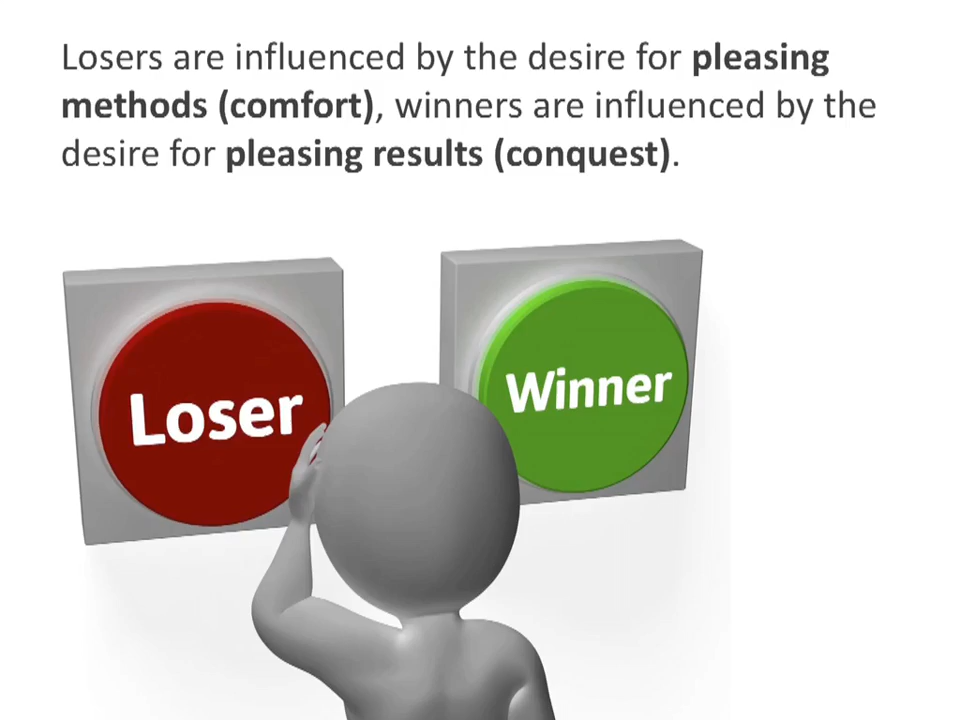 Losers are influenced by the desire for pleasing
methods (comfort), winners are influenced by the
desire for pleasing results (conquest).
Loser
Winner